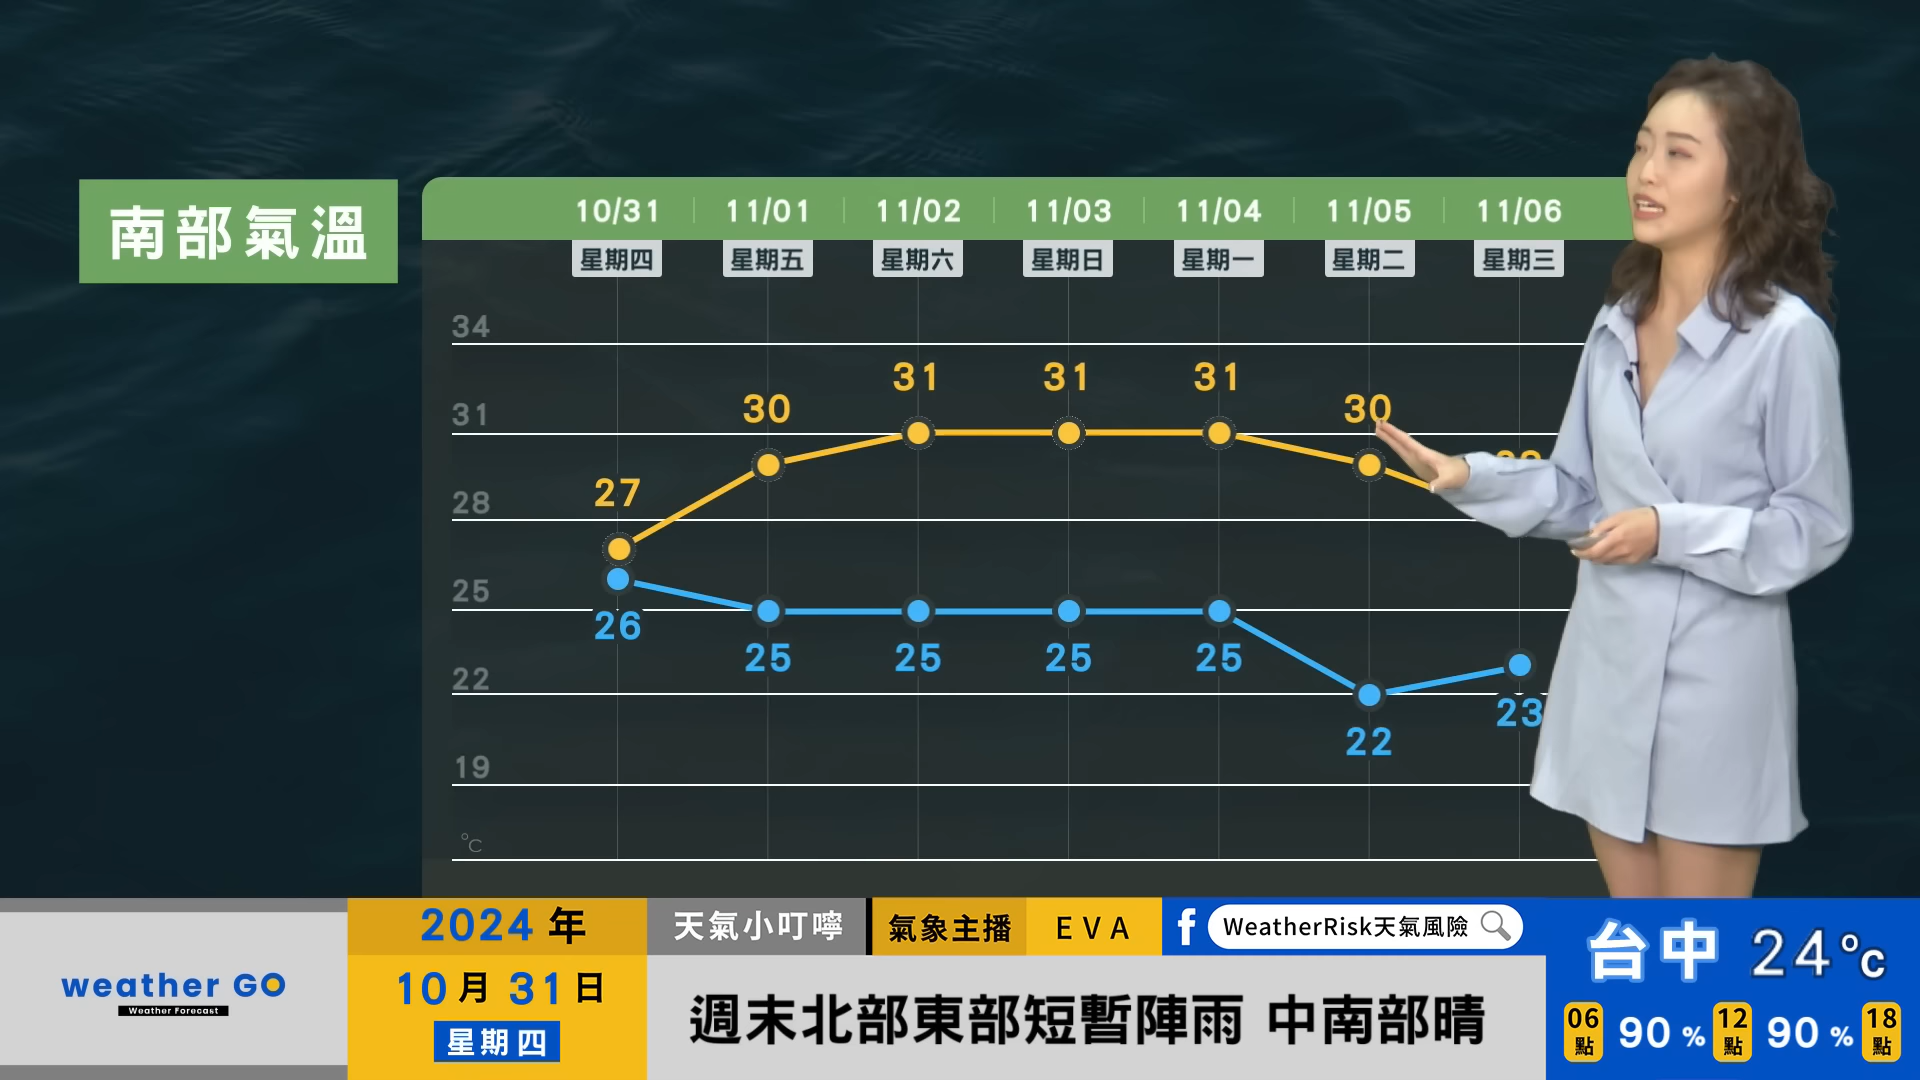 南部氣溫
10/31 11/01 11/02 11/03 11/04 11/05 11/06
星期四 星期五 星期六 星期日 星期一 星期二 星期三
34
31
28
25
22
19
°C
27 30 31 31 31 30
26 25 25 25 25 22 23
weather GO
Weather Forecast
2024 年
10 月 31 日
星期四
天氣小叮嚀 氣象主播 EVA
f WeatherRisk天氣風險
週末北部東部短暫陣雨 中南部晴
台中 24°C
06點 90% 12點 90% 18點